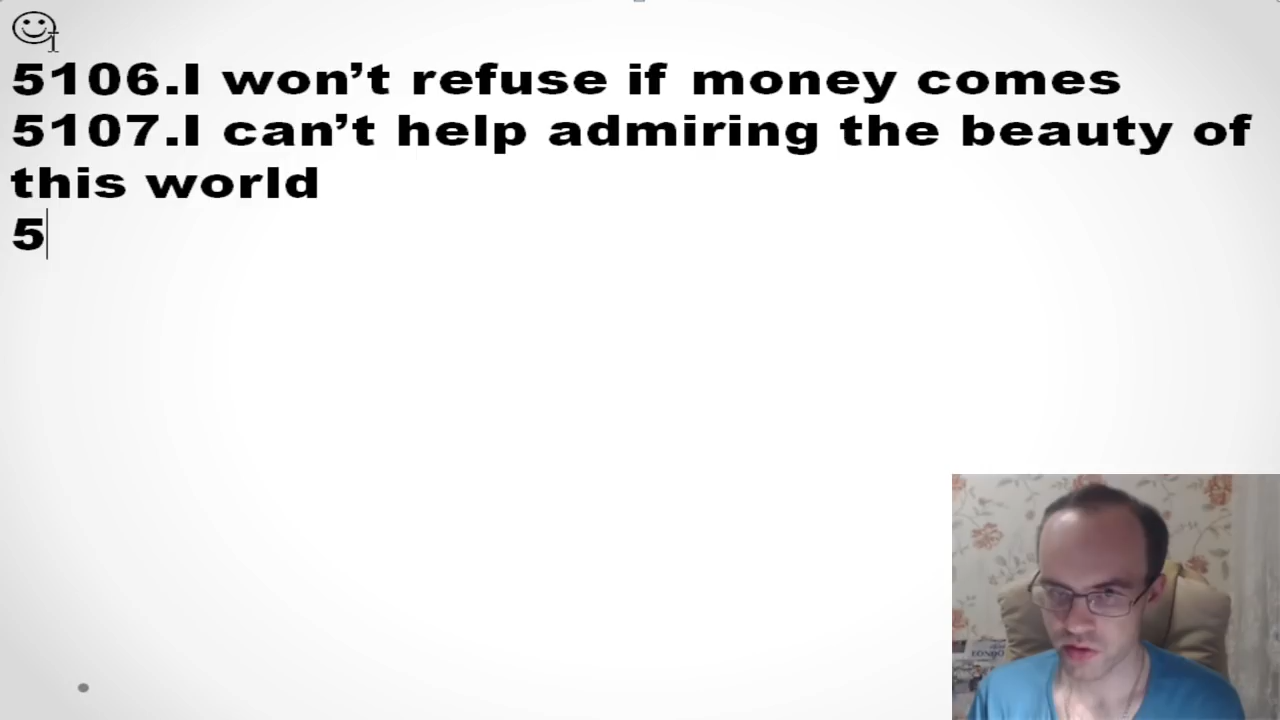 5106.I won’t refuse if money comes
5107.I can’t help admiring the beauty of
this world
5